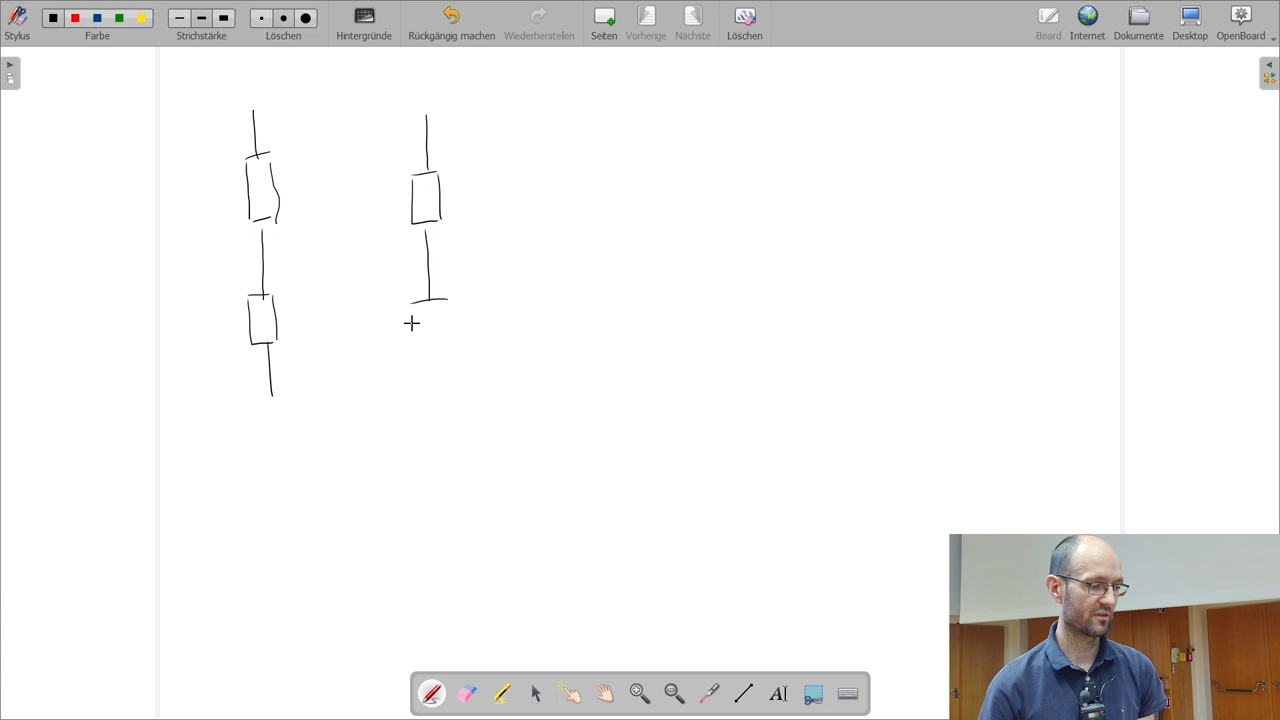 Stylus
Farbe
Strichstärke
Löschen
Hintergründe
Rückgängig machen
Wiederherstellen
Seiten
Vorherige
Nächste
Löschen
Board
Internet
Dokumente
Desktop
OpenBoard